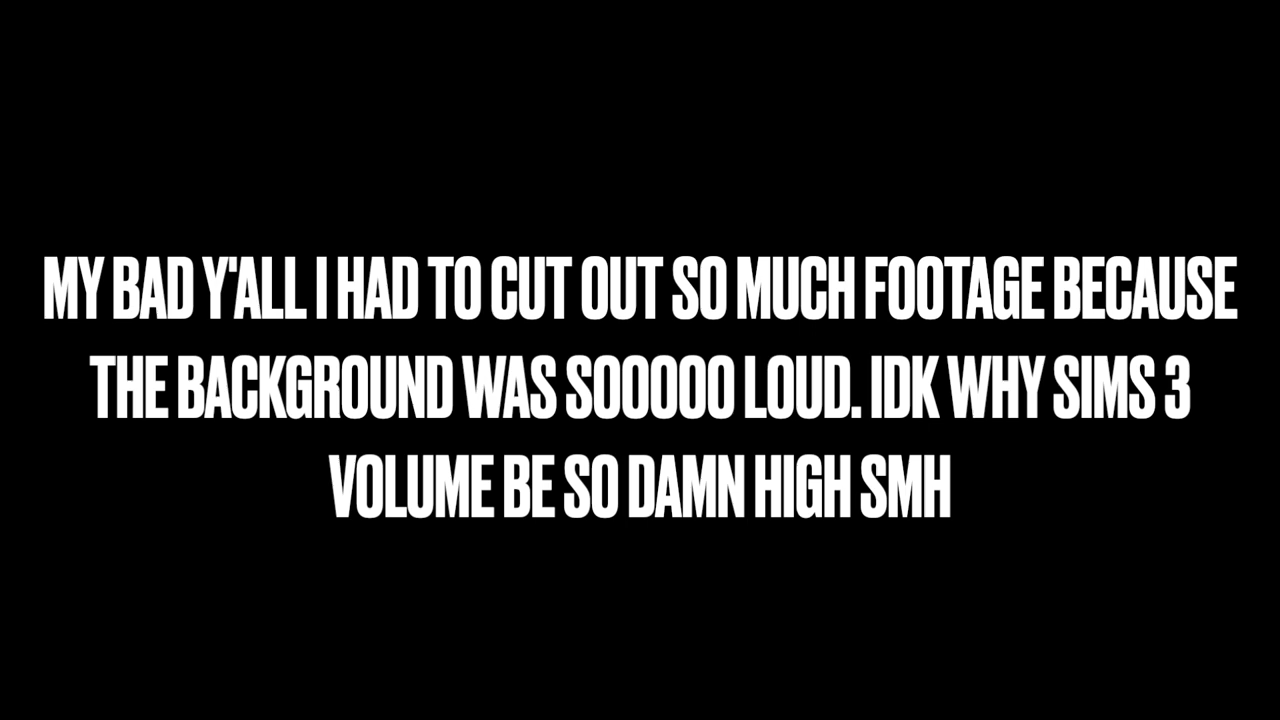 MY BAD Y'ALL I HAD TO CUT OUT SO MUCH FOOTAGE BECAUSE
THE BACKGROUND WAS SOOOOO LOUD. IDK WHY SIMS 3
VOLUME BE SO DAMN HIGH SMH